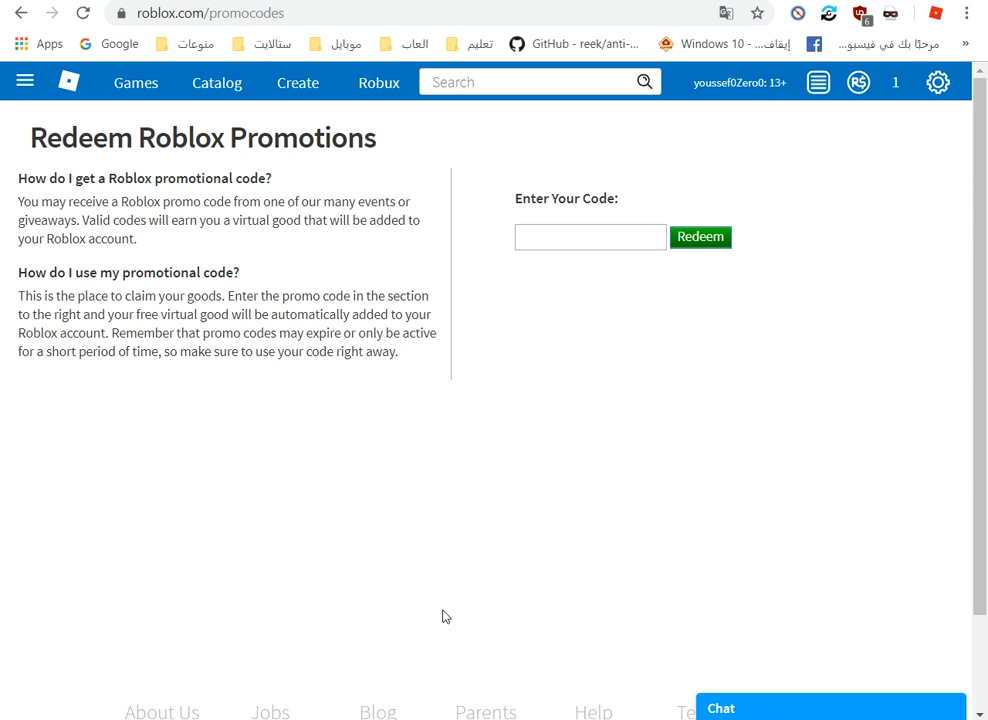 roblox.com/promocodes
6
Apps Google منوعات ستالايت موبايل العاب تعليم GitHub - reek/anti-... Windows 10 - ...إيقاف ...مرحبًا بك في فيسبو »
Games Catalog Create Robux Search youssef0Zero0: 13+ R$ 1
Redeem Roblox Promotions
How do I get a Roblox promotional code?
You may receive a Roblox promo code from one of our many events or
giveaways. Valid codes will earn you a virtual good that will be added to
your Roblox account.
How do I use my promotional code?
This is the place to claim your goods. Enter the promo code in the section
to the right and your free virtual good will be automatically added to your
Roblox account. Remember that promo codes may expire or only be active
for a short period of time, so make sure to use your code right away.
Enter Your Code:
Redeem
About Us Jobs Blog Parents Help Te
Chat